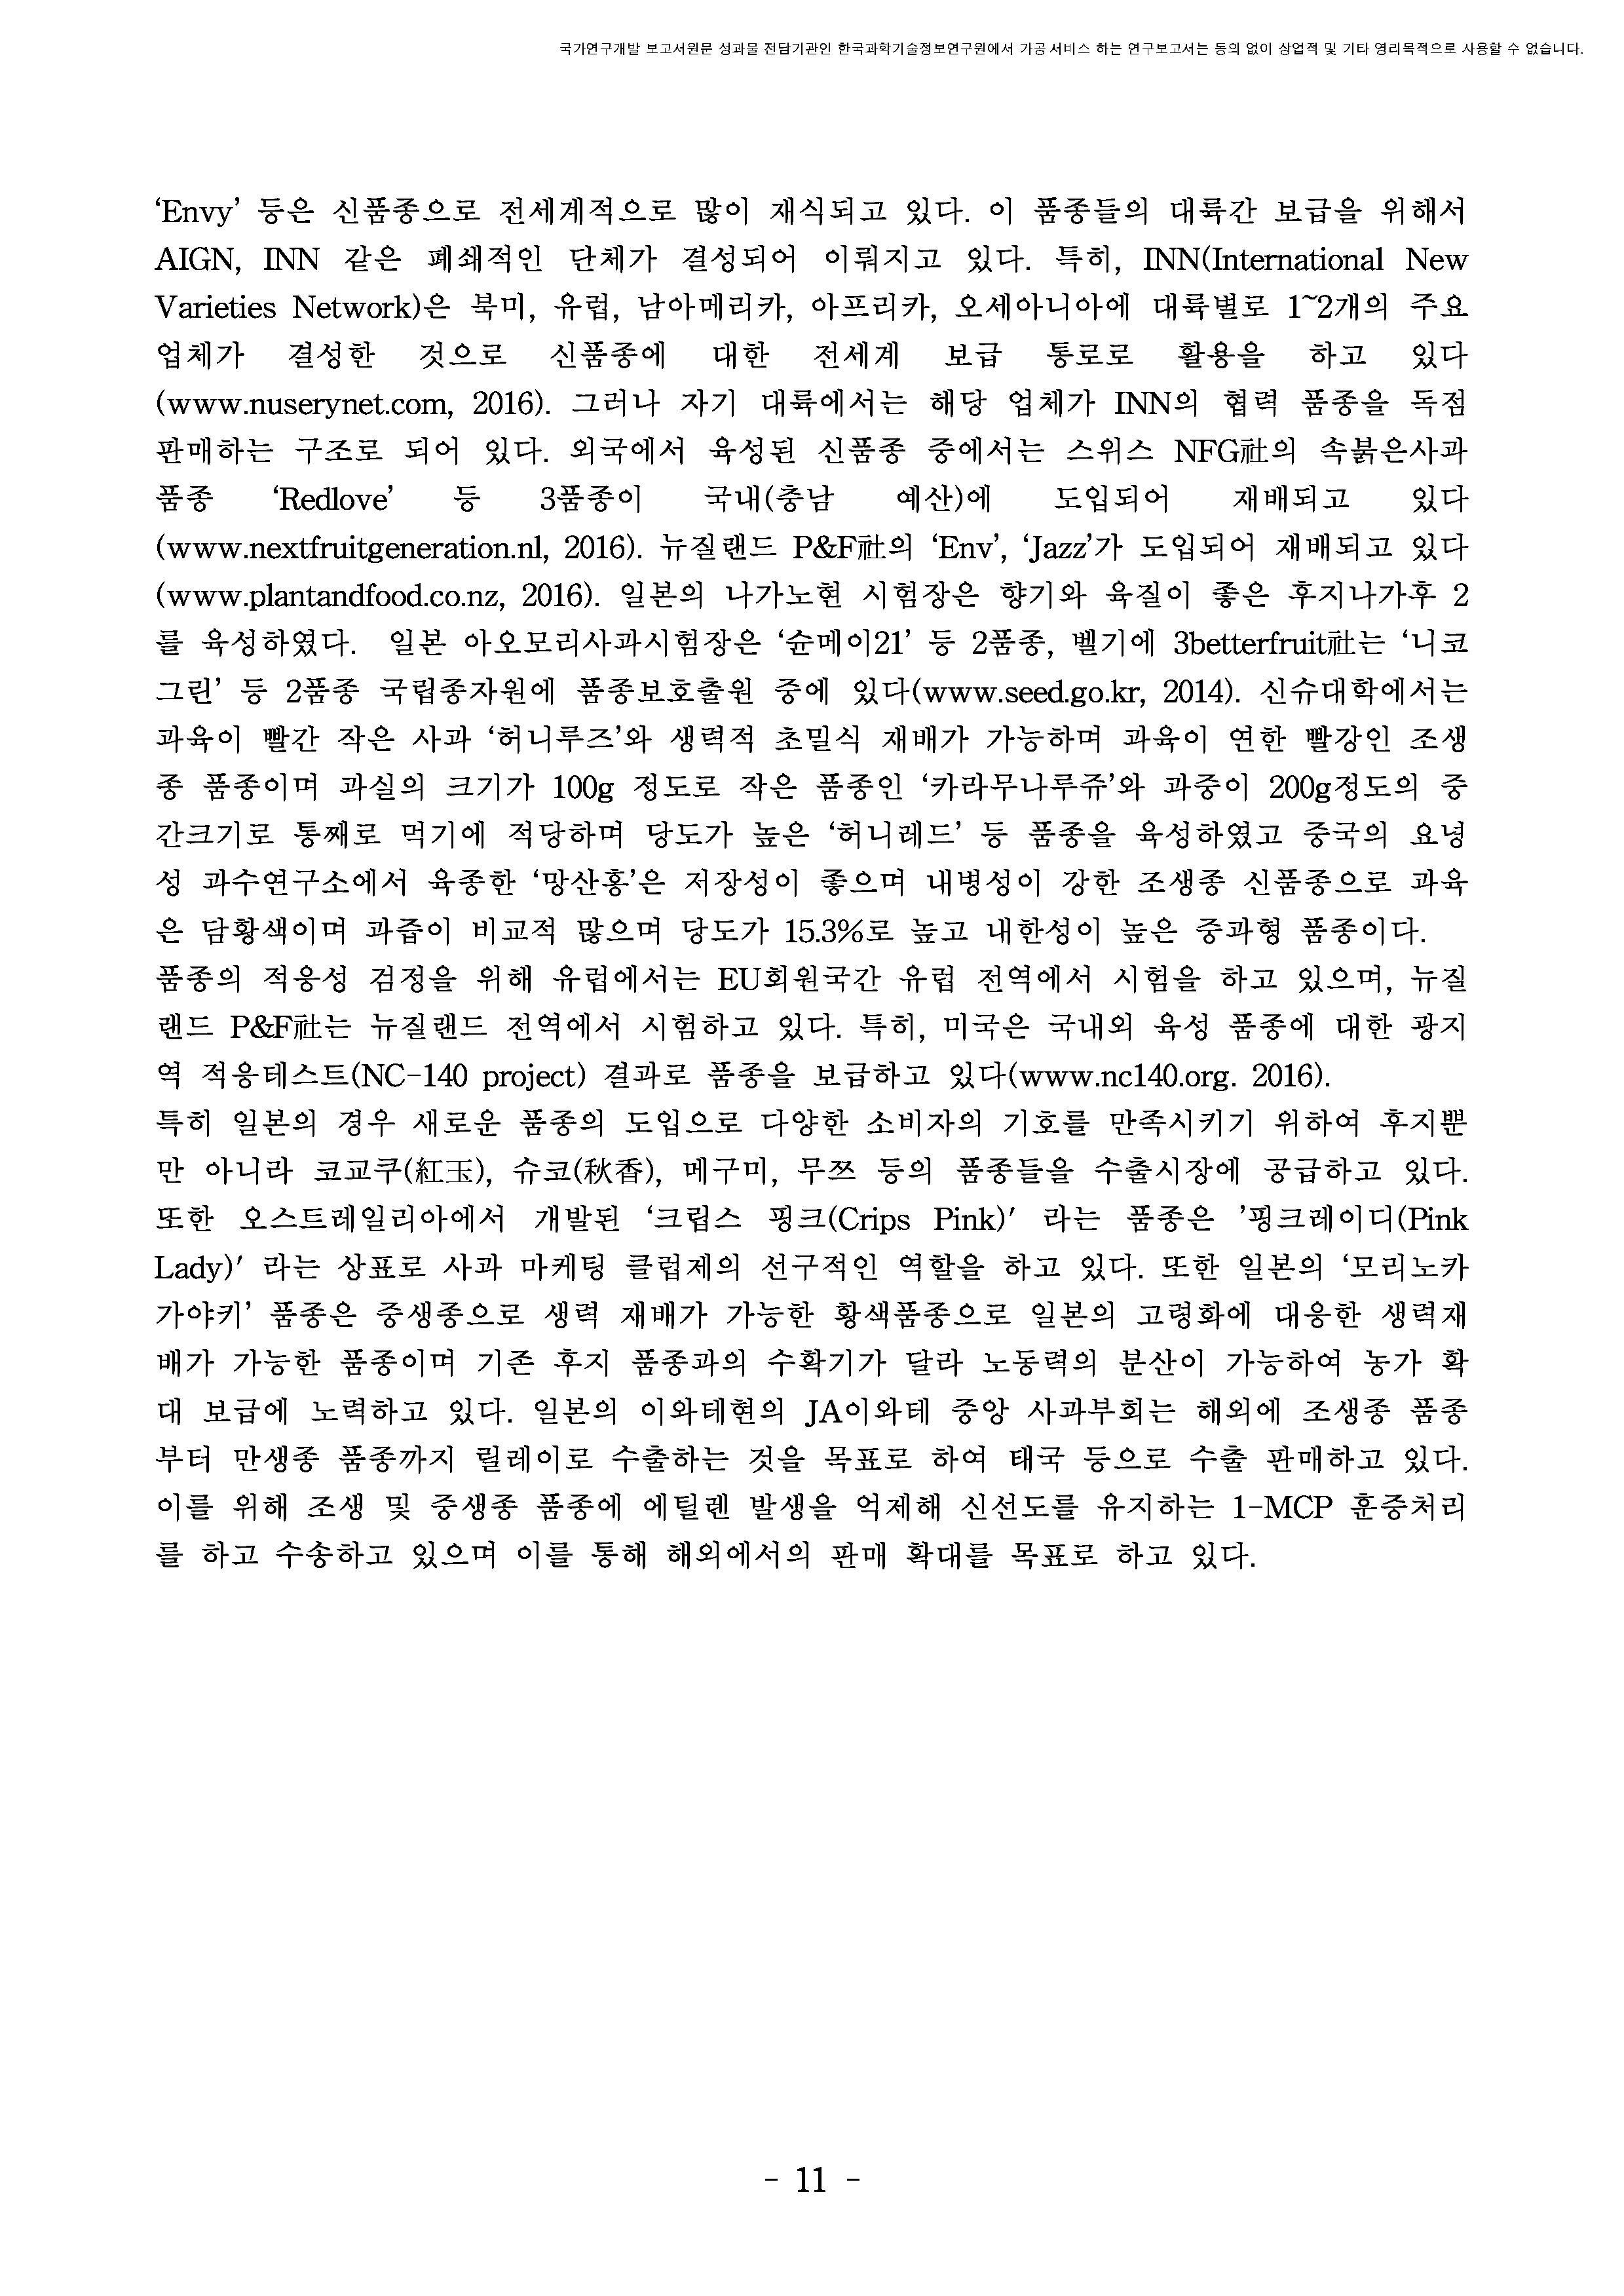 국가연구개발 보고서원문 성과물 전담기관인 한국과학기술정보연구원에서 가공·서비스 하는 연구보고서는 동의 없이 상업적 및 기타 영리목적으로 사용할 수 없습니다.
‘Envy’ 등은 신품종으로 전세계적으로 많이 재식되고 있다. 이 품종들의 대륙간 보급을 위해서
AIGN, INN 같은 폐쇄적인 단체가 결성되어 이뤄지고 있다. 특히, INN(International New
Varieties Network)은 북미, 유럽, 남아메리카, 아프리카, 오세아니아에 대륙별로 1~2개의 주요
업체가 결성한 것으로 신품종에 대한 전세계 보급 통로로 활용을 하고 있다
(www.nuserynet.com, 2016). 그러나 자기 대륙에서는 해당 업체가 INN의 협력 품종을 독점
판매하는 구조로 되어 있다. 외국에서 육성된 신품종 중에서는 스위스 NFG社의 속붉은사과
품종 ‘Redlove’ 등 3품종이 국내(충남 예산)에 도입되어 재배되고 있다
(www.nextfruitgeneration.nl, 2016). 뉴질랜드 P&F社의 ‘Env’, ‘Jazz’가 도입되어 재배되고 있다
(www.plantandfood.co.nz, 2016). 일본의 나가노현 시험장은 향기와 육질이 좋은 후지나가후 2
를 육성하였다. 일본 아오모리사과시험장은 ‘슌메이21’ 등 2품종, 벨기에 3betterfruit社는 ‘니코
그린’ 등 2품종 국립종자원에 품종보호출원 중에 있다(www.seed.go.kr, 2014). 신슈대학에서는
과육이 빨간 작은 사과 ‘허니루즈’와 생력적 초밀식 재배가 가능하며 과육이 연한 빨강인 조생
종 품종이며 과실의 크기가 100g 정도로 작은 품종인 ‘카라무나루쥬’와 과중이 200g정도의 중
간크기로 통째로 먹기에 적당하며 당도가 높은 ‘허니레드’ 등 품종을 육성하였고 중국의 요녕
성 과수연구소에서 육종한 ‘망산홍’은 저장성이 좋으며 내병성이 강한 조생종 신품종으로 과육
은 담황색이며 과즙이 비교적 많으며 당도가 15.3%로 높고 내한성이 높은 중과형 품종이다.
품종의 적응성 검정을 위해 유럽에서는 EU회원국간 유럽 전역에서 시험을 하고 있으며, 뉴질
랜드 P&F社는 뉴질랜드 전역에서 시험하고 있다. 특히, 미국은 국내외 육성 품종에 대한 광지
역 적응테스트(NC-140 project) 결과로 품종을 보급하고 있다(www.nc140.org. 2016).
특히 일본의 경우 새로운 품종의 도입으로 다양한 소비자의 기호를 만족시키기 위하여 후지뿐
만 아니라 코교쿠(紅玉), 슈코(秋香), 메구미, 무쯔 등의 품종들을 수출시장에 공급하고 있다.
또한 오스트레일리아에서 개발된 ‘크립스 핑크(Crips Pink)' 라는 품종은 ’핑크레이디(Pink
Lady)' 라는 상표로 사과 마케팅 클럽제의 선구적인 역할을 하고 있다. 또한 일본의 ‘모리노카
가야키’ 품종은 중생종으로 생력 재배가 가능한 황색품종으로 일본의 고령화에 대응한 생력재
배가 가능한 품종이며 기존 후지 품종과의 수확기가 달라 노동력의 분산이 가능하여 농가 확
대 보급에 노력하고 있다. 일본의 이와테현의 JA이와테 중앙 사과부회는 해외에 조생종 품종
부터 만생종 품종까지 릴레이로 수출하는 것을 목표로 하여 태국 등으로 수출 판매하고 있다.
이를 위해 조생 및 중생종 품종에 에틸렌 발생을 억제해 신선도를 유지하는 1-MCP 훈증처리
를 하고 수송하고 있으며 이를 통해 해외에서의 판매 확대를 목표로 하고 있다.
- 11 -